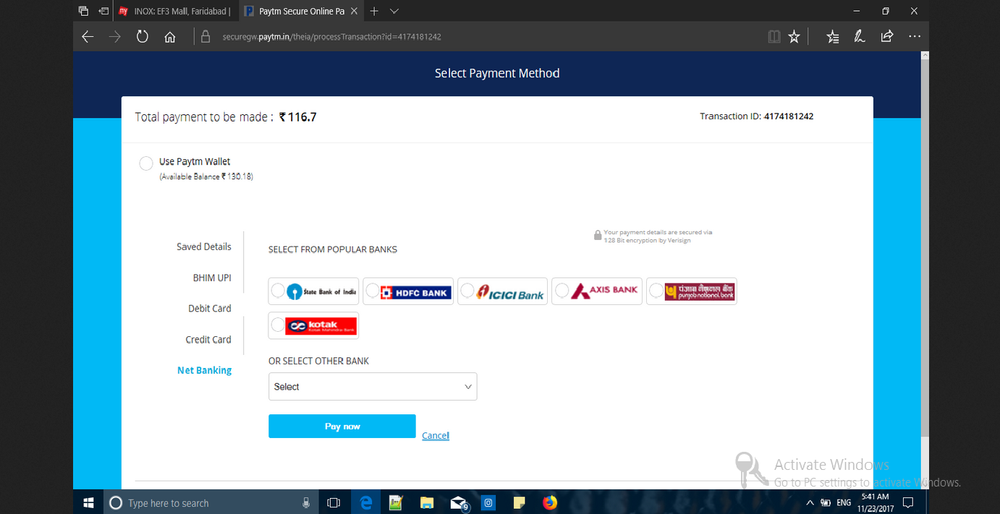 INOX: EF3 Mall, Faridabad |
Paytm Secure Online Pa
securegw.paytm.in/theia/processTransaction?id=4174181242
Select Payment Method
Total payment to be made : ₹ 116.7
Transaction ID: 4174181242
Use Paytm Wallet
(Available Balance ₹ 130.18)
Your payment details are secured via
128 Bit encryption by Verisign
Saved Details
BHIM UPI
Debit Card
Credit Card
Net Banking
SELECT FROM POPULAR BANKS
State Bank of India
HDFC BANK
ICICI Bank
AXIS BANK
पंजाब नैशनल बैंक
punjab national bank
kotak
Kotak Mahindra Bank
OR SELECT OTHER BANK
Select
Pay now
Cancel
Activate Windows
Go to PC settings to activate Windows.
Type here to search
9
ENG
5:41 AM
11/23/2017